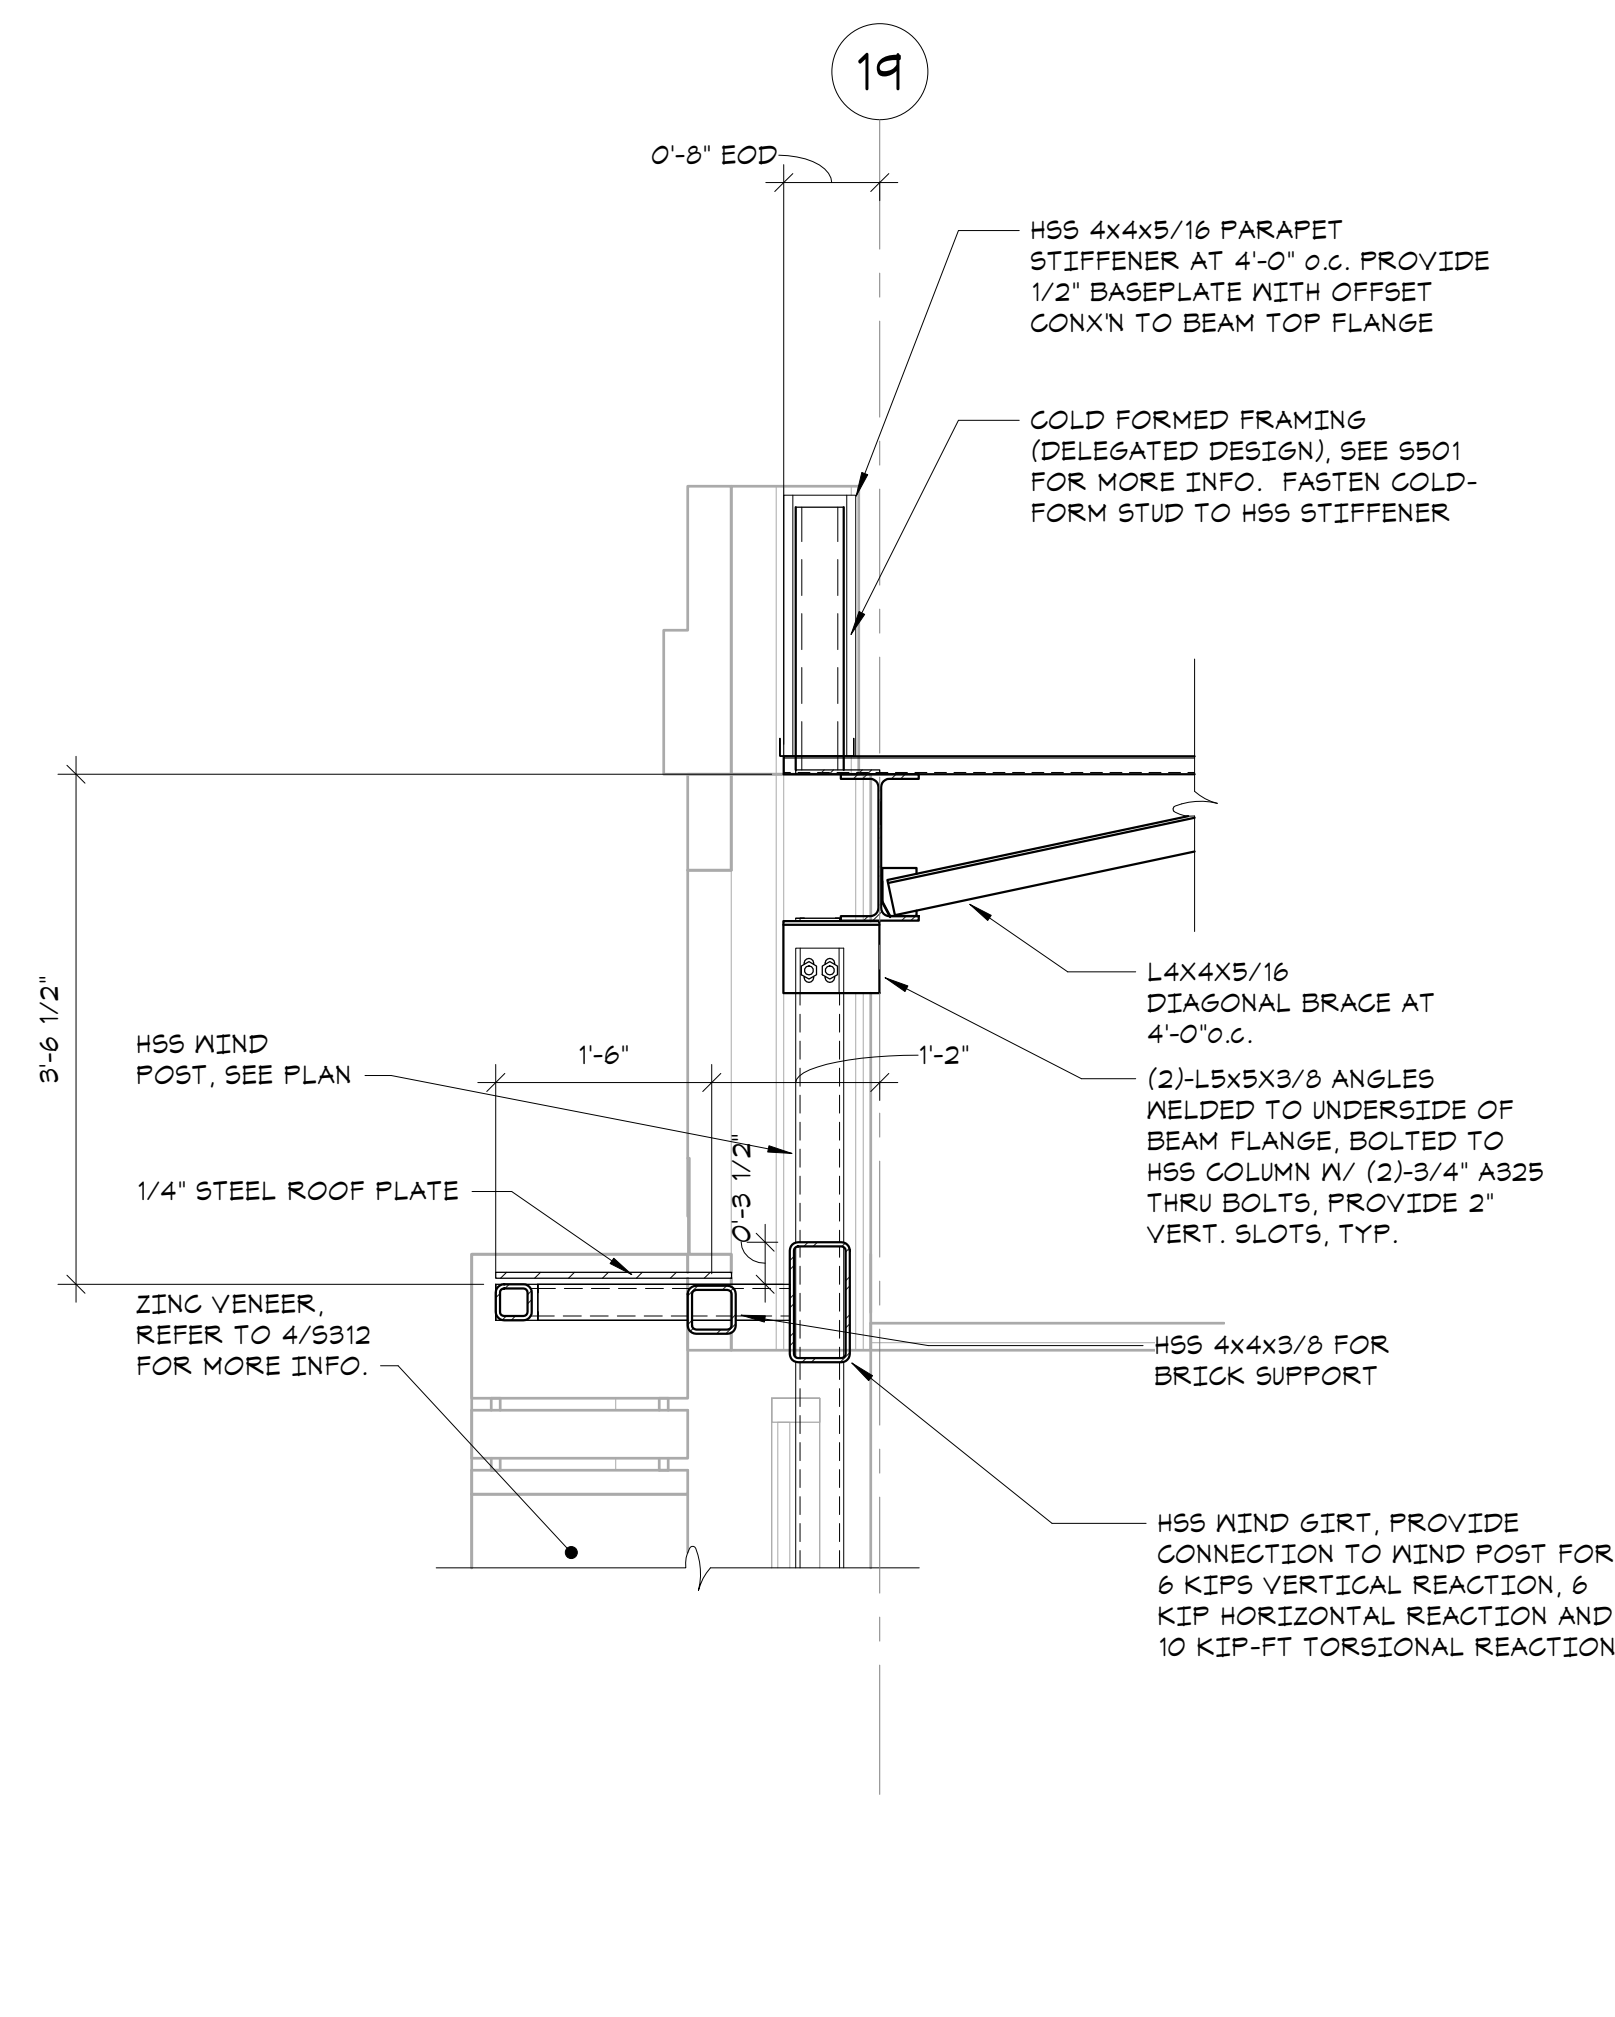 19
0'-8" EOD
HSS 4x4x5/16 PARAPET
STIFFENER AT 4'-0" o.c. PROVIDE
1/2" BASEPLATE WITH OFFSET
CONX'N TO BEAM TOP FLANGE
COLD FORMED FRAMING
(DELEGATED DESIGN), SEE S501
FOR MORE INFO. FASTEN COLD-
FORM STUD TO HSS STIFFENER
L4X4X5/16
DIAGONAL BRACE AT
4'-0"o.c.
3'-6 1/2"
HSS WIND
POST, SEE PLAN
1'-6"
1'-2"
(2)-L5x5X3/8 ANGLES
WELDED TO UNDERSIDE OF
BEAM FLANGE, BOLTED TO
HSS COLUMN W/ (2)-3/4" A325
THRU BOLTS, PROVIDE 2"
VERT. SLOTS, TYP.
0'-3 1/2"
1/4" STEEL ROOF PLATE
ZINC VENEER,
REFER TO 4/S312
FOR MORE INFO.
HSS 4x4x3/8 FOR
BRICK SUPPORT
HSS WIND GIRT, PROVIDE
CONNECTION TO WIND POST FOR
6 KIPS VERTICAL REACTION, 6
KIP HORIZONTAL REACTION AND
10 KIP-FT TORSIONAL REACTION